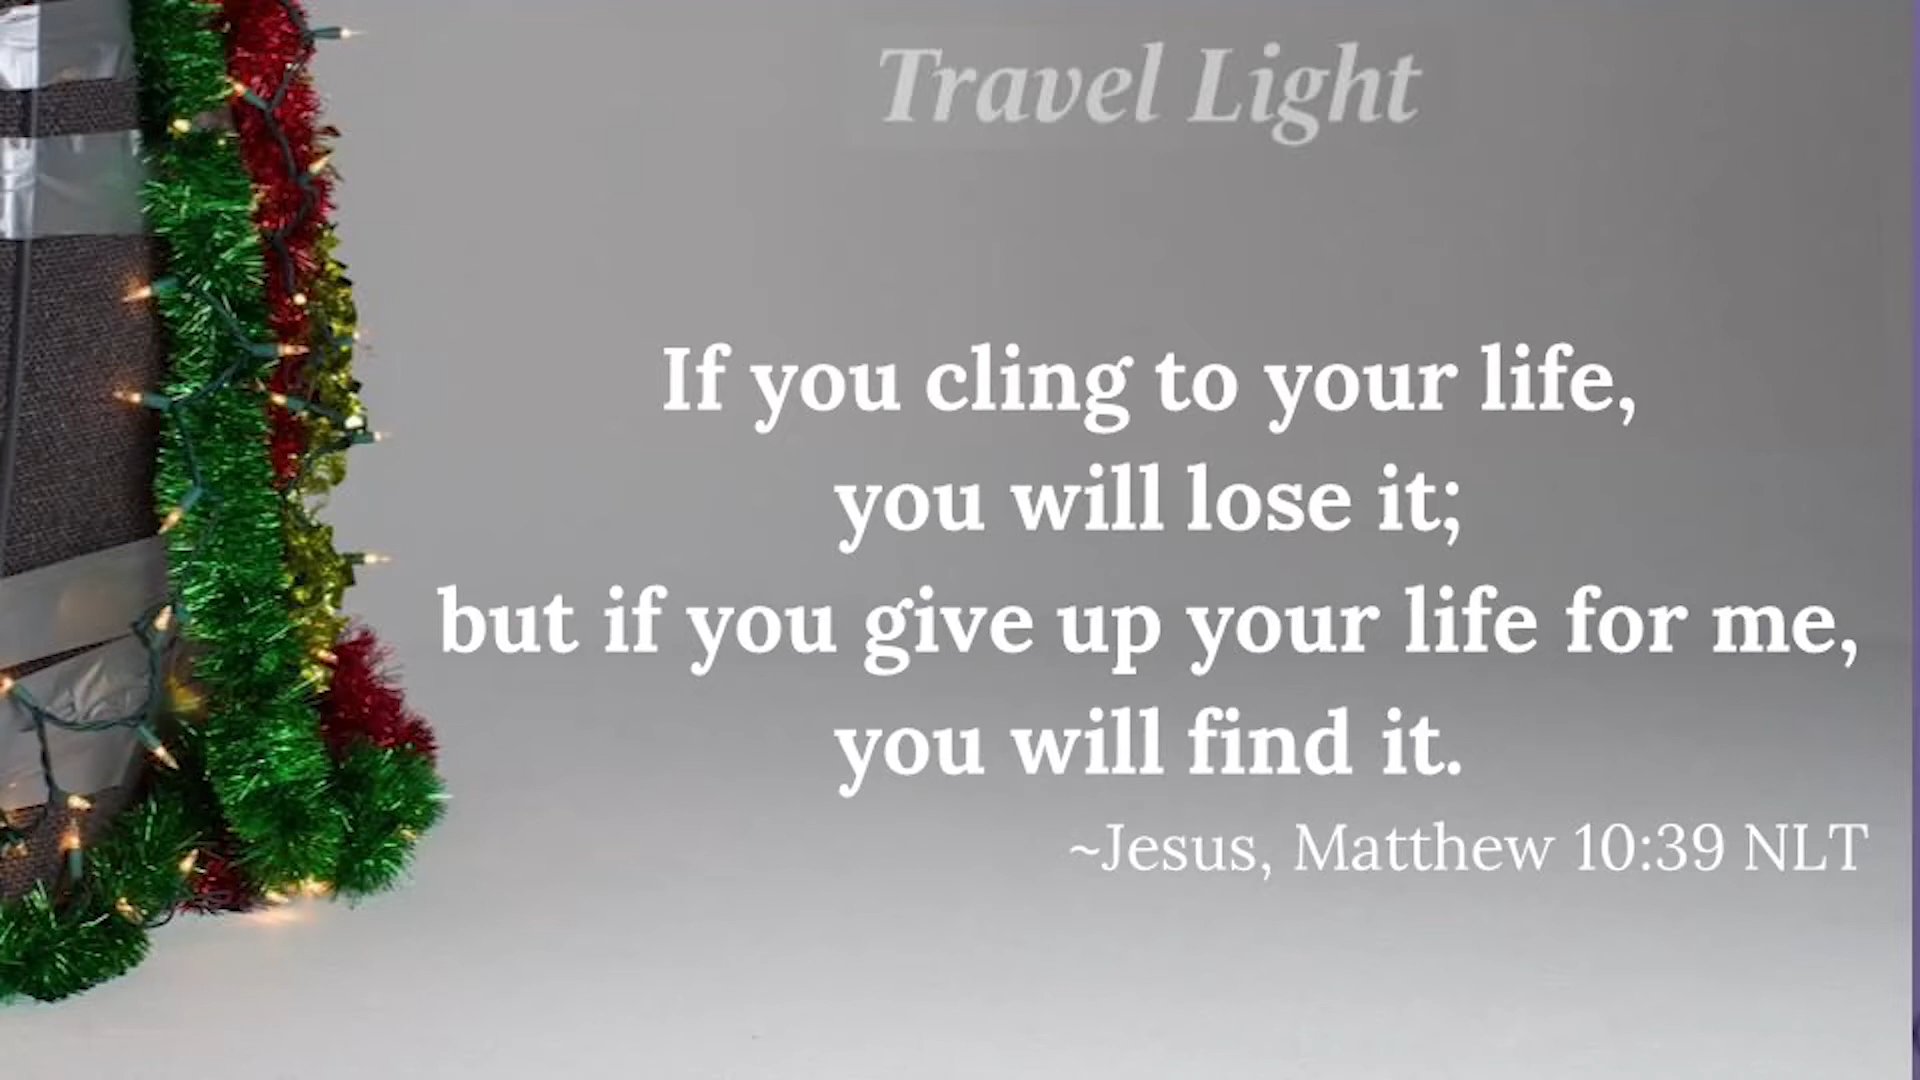 Travel Light
If you cling to your life,
you will lose it;
but if you give up your life for me,
you will find it.
~Jesus, Matthew 10:39 NLT